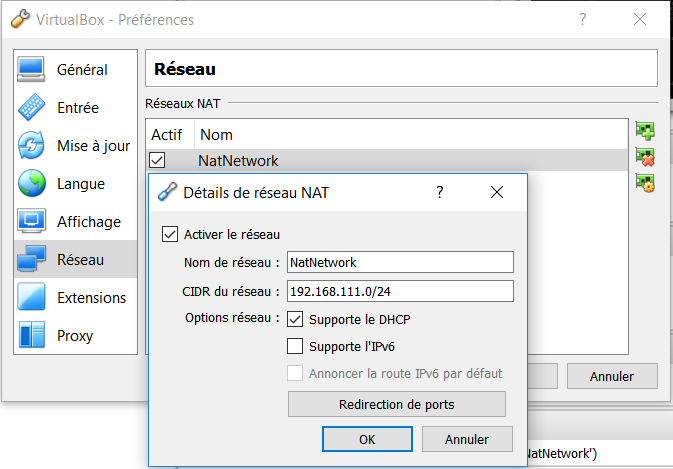 VirtualBox - Préférences
Général
Entrée
Mise à jour
Langue
Affichage
Réseau
Extensions
Proxy
Réseau
Réseaux NAT
Actif Nom
NatNetwork
Détails de réseau NAT
Activer le réseau
Nom de réseau : NatNetwork
CIDR du réseau : 192.168.111.0/24
Options réseau : Supporte le DHCP
Supporte l'IPv6
Annoncer la route IPv6 par défaut
Redirection de ports
OK Annuler
Annuler
NatNetwork')